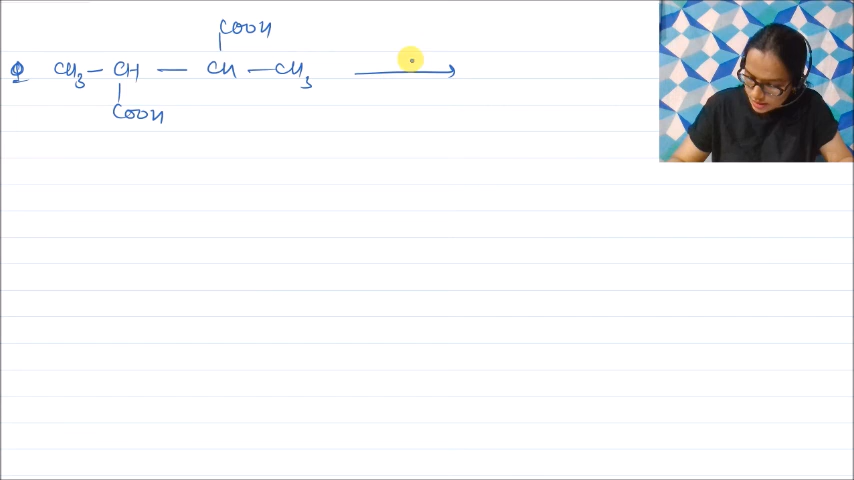 COOH
Q CH3 — CH — CH — CH3 →
COOH